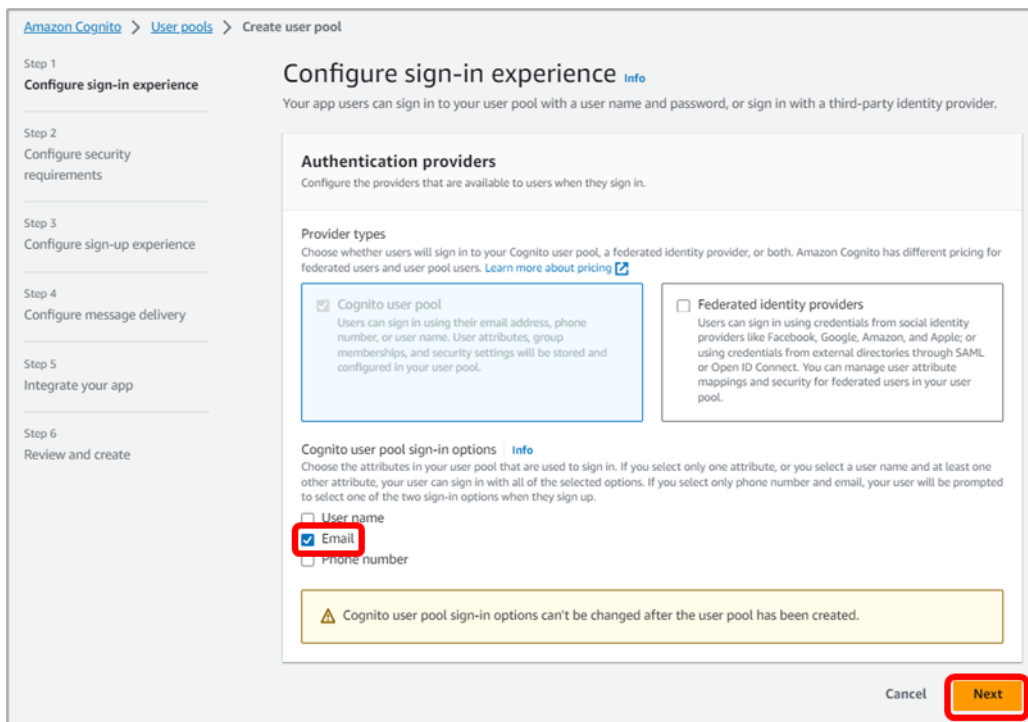 Amazon Cognito > User pools > Create user pool
Step 1
Configure sign-in experience
Step 2
Configure security
requirements
Step 3
Configure sign-up experience
Step 4
Configure message delivery
Step 5
Integrate your app
Step 6
Review and create
Configure sign-in experience Info
Your app users can sign in to your user pool with a user name and password, or sign in with a third-party identity provider.
Authentication providers
Configure the providers that are available to users when they sign in.
Provider types
Choose whether users will sign in to your Cognito user pool, a federated identity provider, or both. Amazon Cognito has different pricing for
federated users and user pool users. Learn more about pricing
Cognito user pool
Users can sign in using their email address, phone
number, or user name. User attributes, group
memberships, and security settings will be stored and
configured in your user pool.
Federated identity providers
Users can sign in using credentials from social identity
providers like Facebook, Google, Amazon, and Apple; or
using credentials from external directories through SAML
or Open ID Connect. You can manage user attribute
mappings and security for federated users in your user
pool.
Cognito user pool sign-in options Info
Choose the attributes in your user pool that are used to sign in. If you select only one attribute, or you select a user name and at least one
other attribute, your user can sign in with all of the selected options. If you select only phone number and email, your user will be prompted
to select one of the two sign-in options when they sign up.
User name
Email
Phone number
Cognito user pool sign-in options can't be changed after the user pool has been created.
Cancel Next